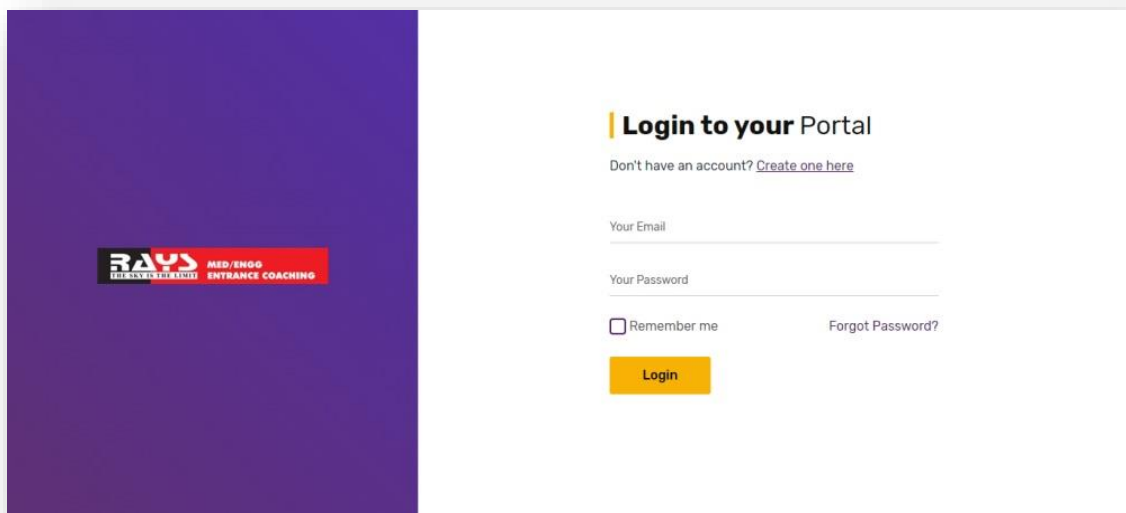 RAYS
THE SKY IS THE LIMIT
MED/ENGG
ENTRANCE COACHING
Login to your Portal
Don't have an account? Create one here
Your Email
Your Password
Remember me
Forgot Password?
Login